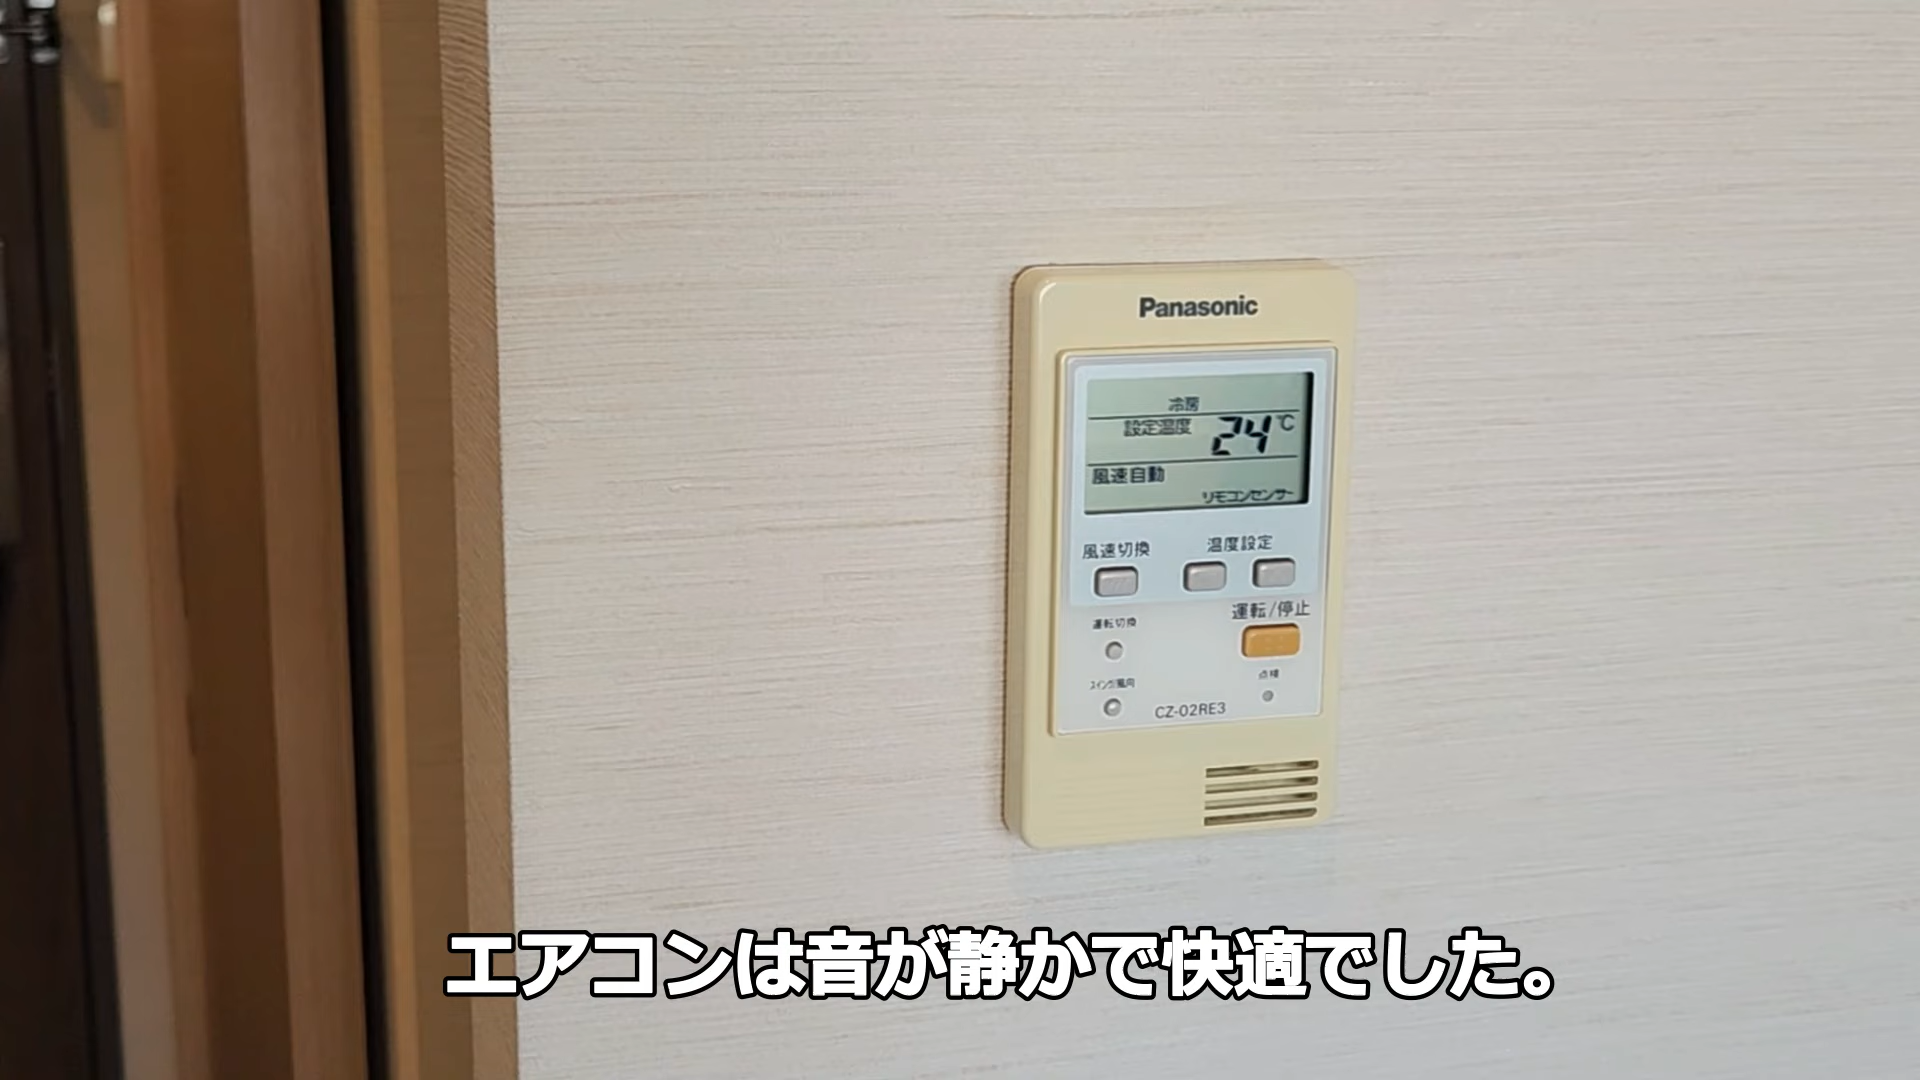 Panasonic
冷房
設定温度 24℃
風速自動
リモコンセンサー
風速切換 温度設定
運転/停止
運転切換
点検
スイング/風向
CZ-02RE3
エアコンは音が静かで快適でした。